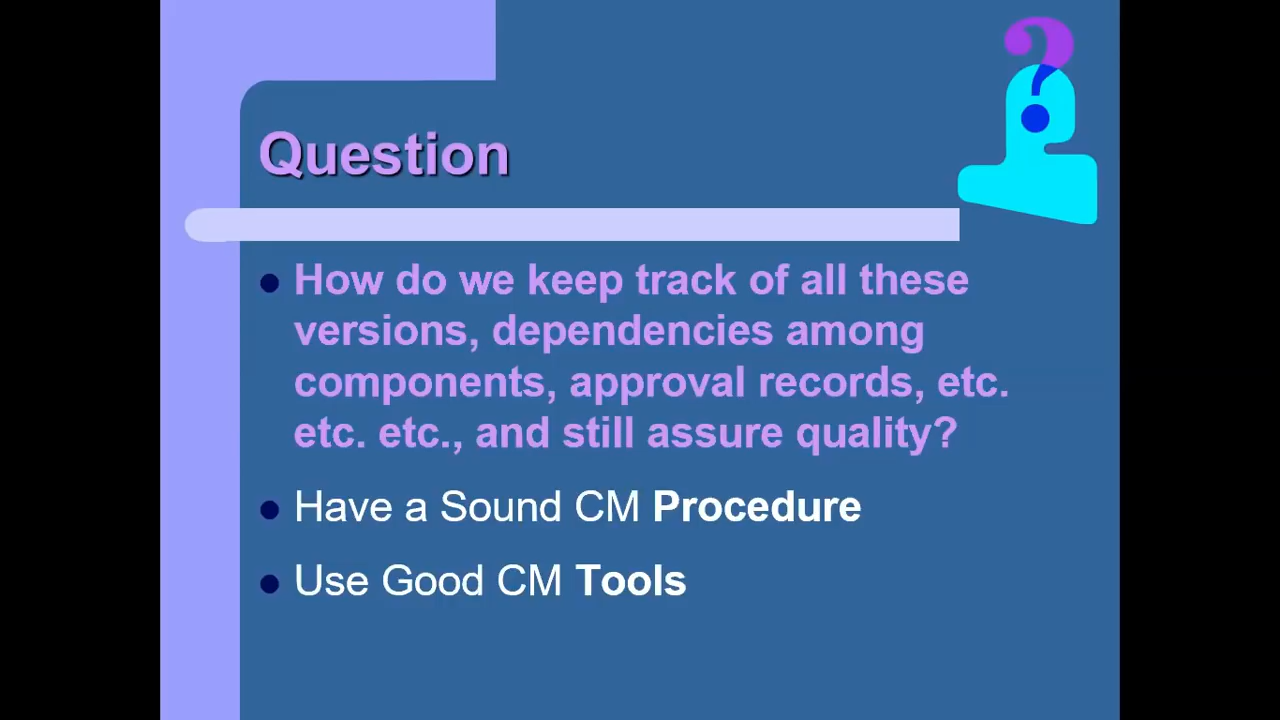 ?
Question
How do we keep track of all these
versions, dependencies among
components, approval records, etc.
etc. etc., and still assure quality?
Have a Sound CM Procedure
Use Good CM Tools